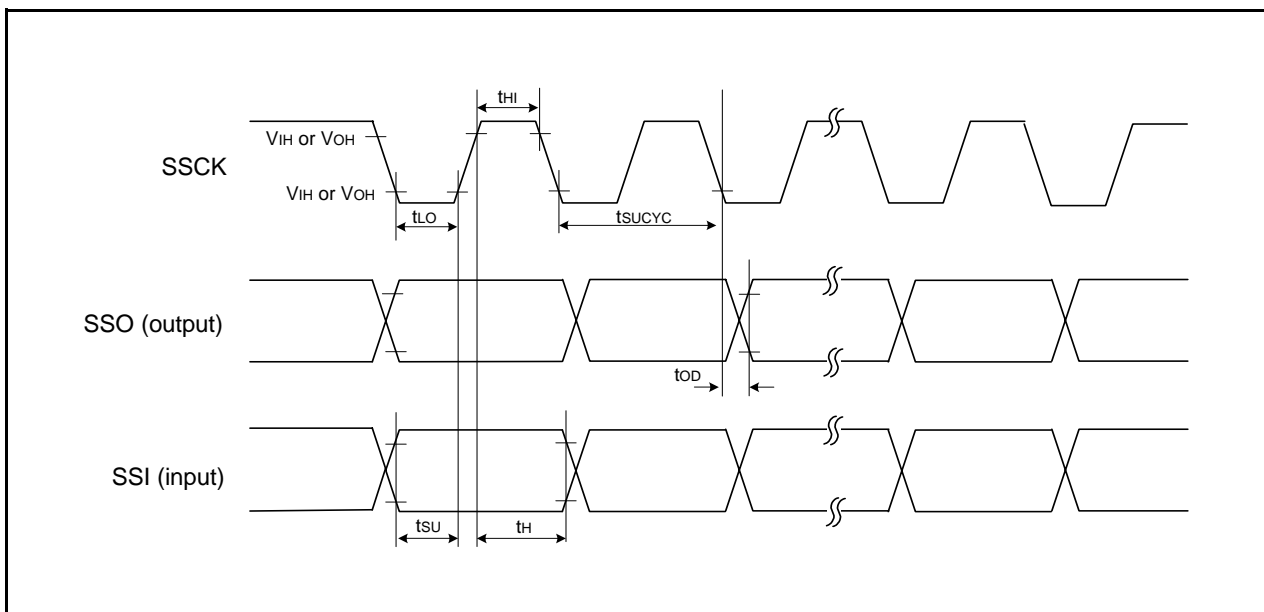 tHI
VIH or VOH
SSCK
VIH or VOH
tLO
tSUCYC
SSO (output)
tOD
SSI (input)
tSU
tH